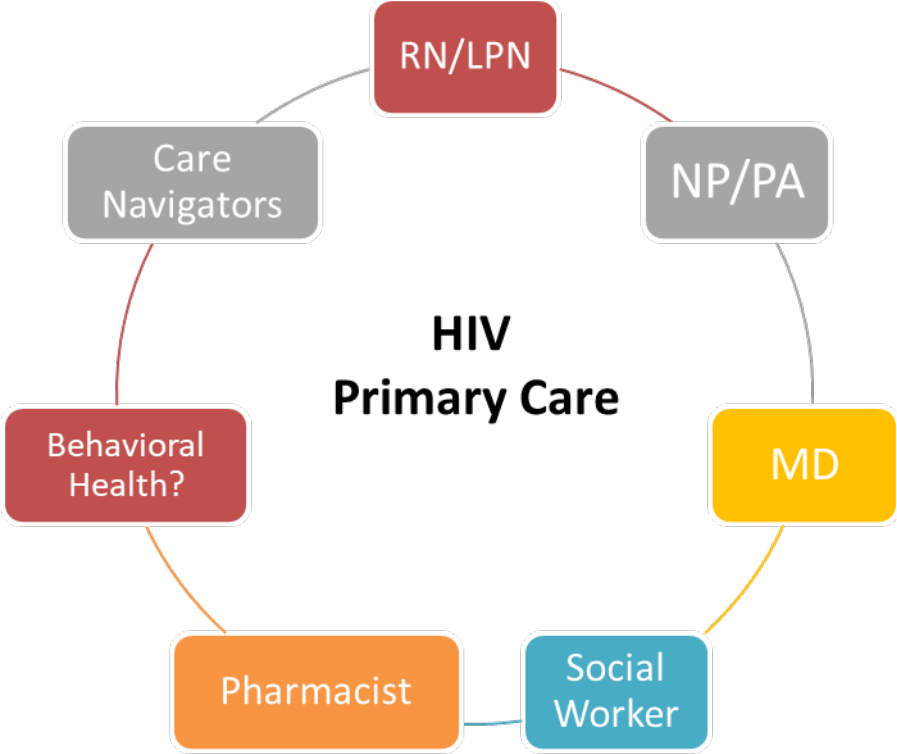 RN/LPN
Care
Navigators
NP/PA
HIV
Primary Care
Behavioral
Health?
MD
Pharmacist
Social
Worker